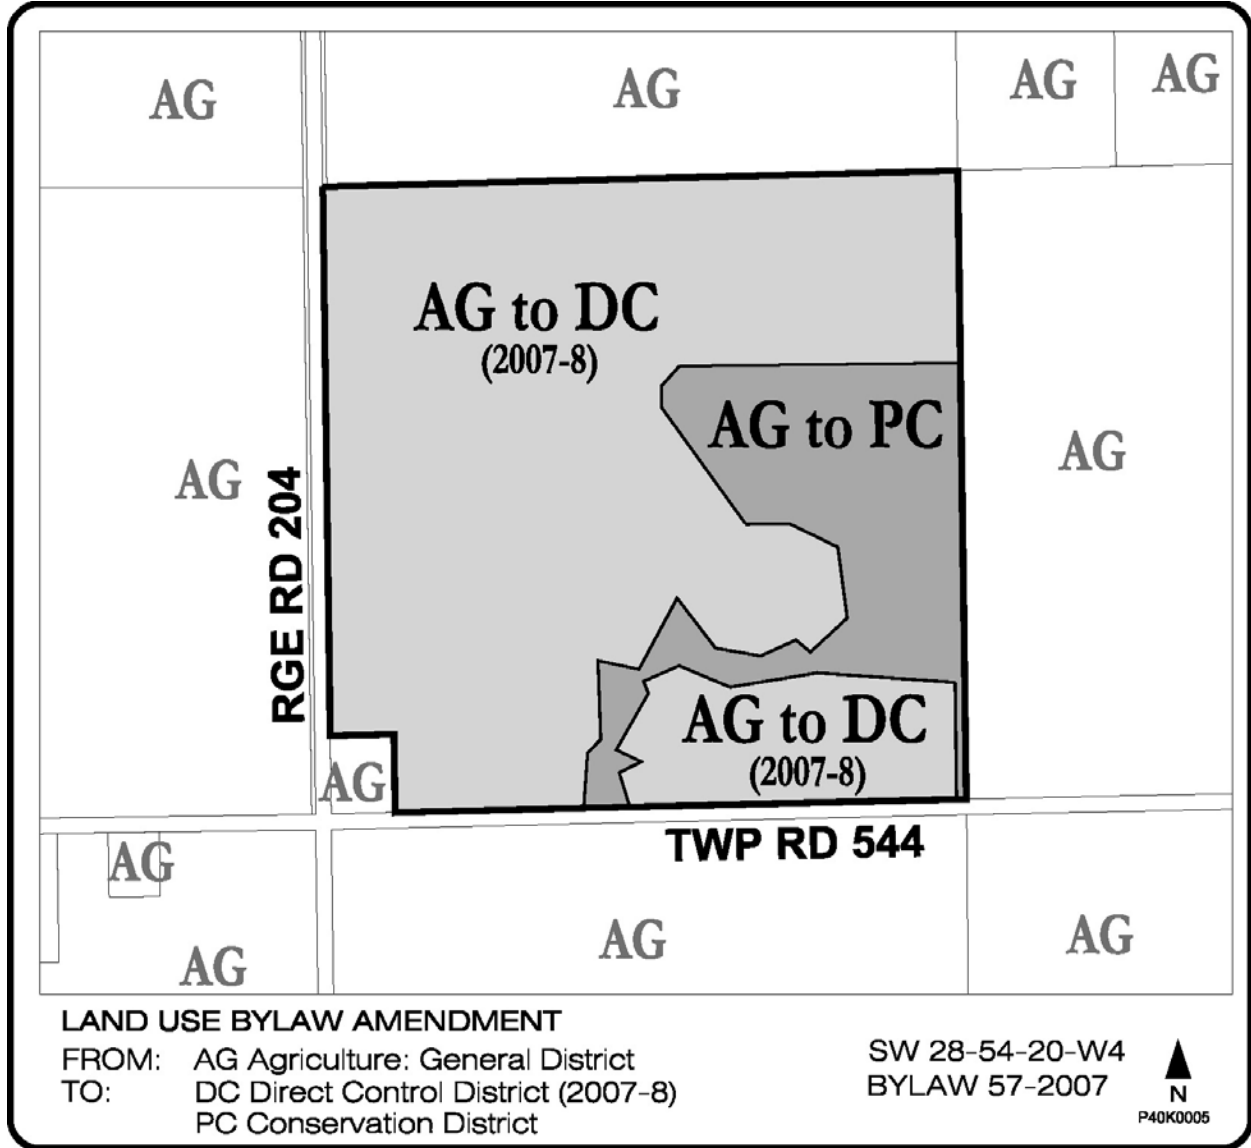 AG
AG
AG
AG
AG to DC
(2007-8)
AG to PC
AG
AG
RGE RD 204
AG to DC
(2007-8)
AG
TWP RD 544
AG
AG
AG
AG
LAND USE BYLAW AMENDMENT
FROM: AG Agriculture: General District
TO: DC Direct Control District (2007-8)
PC Conservation District
SW 28-54-20-W4
BYLAW 57-2007
N
P40K0005